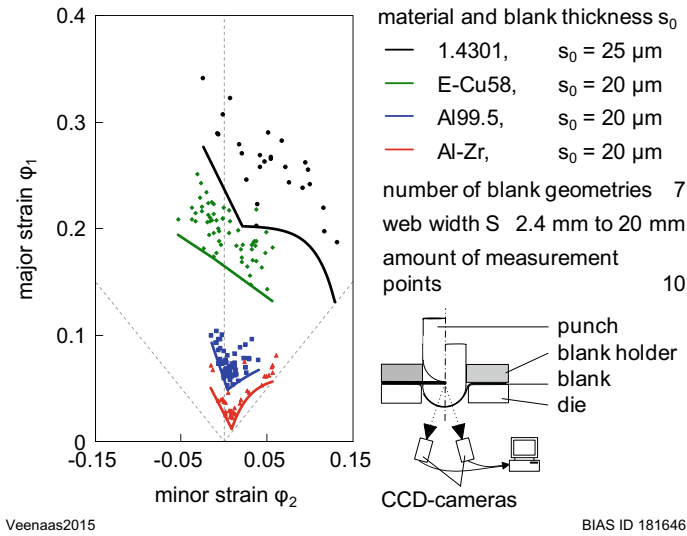 0.4
0.3
0.2
0.1
0
-0.15
-0.05
0.05
0.15
major strain φ1
minor strain φ2
material and blank thickness s0
1.4301, s0 = 25 µm
E-Cu58, s0 = 20 µm
Al99.5, s0 = 20 µm
Al-Zr, s0 = 20 µm
number of blank geometries 7
web width S 2.4 mm to 20 mm
amount of measurement
points 10
punch
blank holder
blank
die
CCD-cameras
Veenaas2015
BIAS ID 181646